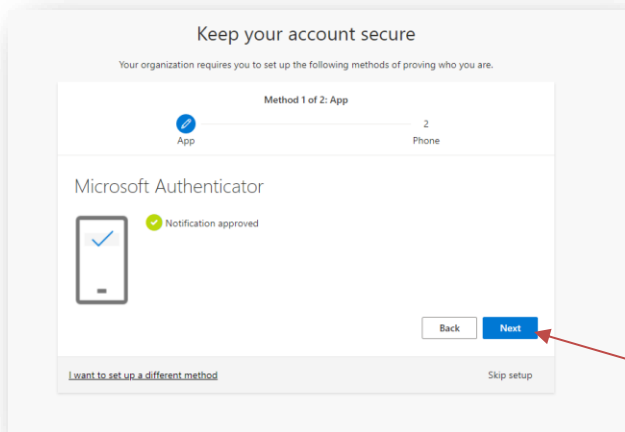 Keep your account secure
Your organization requires you to set up the following methods of proving who you are.
Method 1 of 2: App
App
2
Phone
Microsoft Authenticator
Notification approved
Back
Next
I want to set up a different method
Skip setup